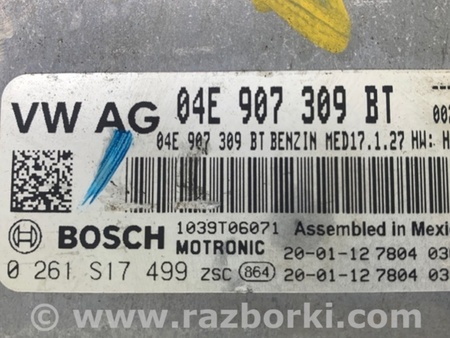 VW AG 04E 907 309 BT
04E 907 309 BT BENZIN MED17.1.27 HW: H
BOSCH 1039T06071 Assembled in Mexi
MOTRONIC 20-01-12 7804
0 261 S17 499 ZSC 864 20-01-12 7804
www.razborki.com